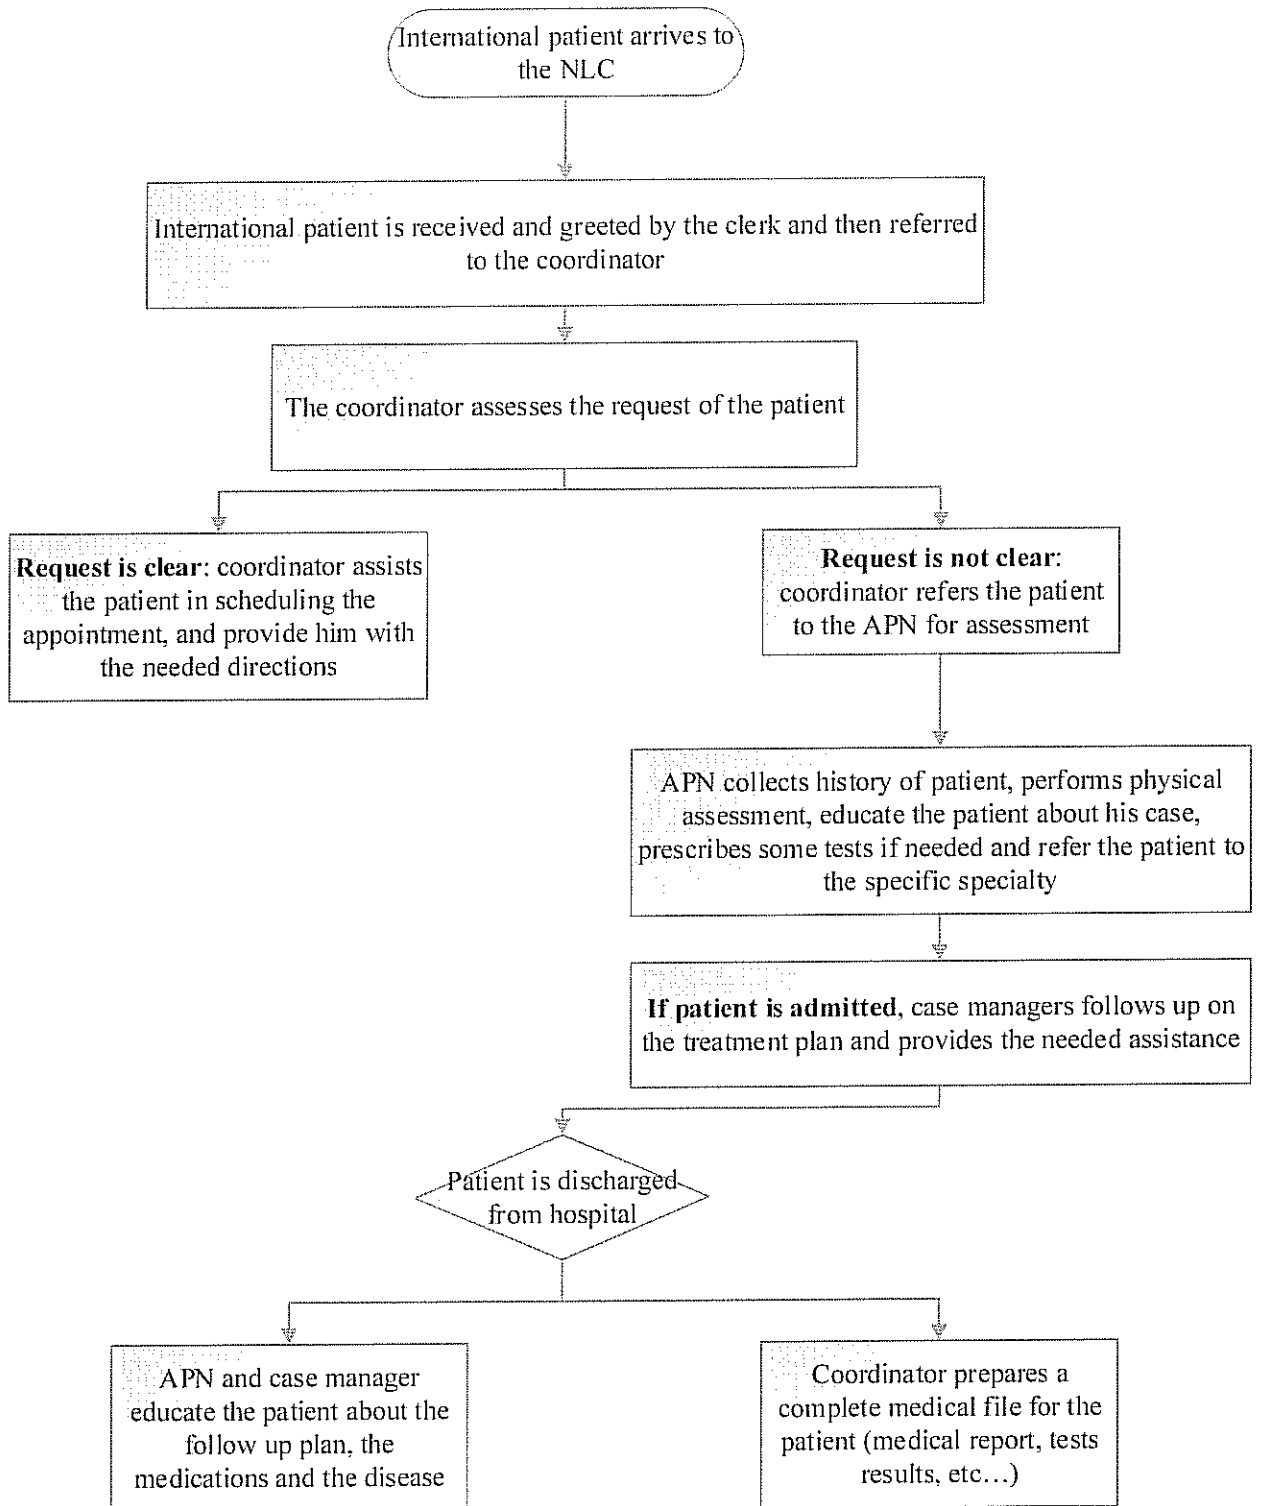 International patient arrives to
the NLC
International patient is received and greeted by the clerk and then referred
to the coordinator
The coordinator assesses the request of the patient
Request is clear: coordinator assists
the patient in scheduling the
appointment, and provide him with
the needed directions
Request is not clear:
coordinator refers the patient
to the APN for assessment
APN collects history of patient, performs physical
assessment, educate the patient about his case,
prescribes some tests if needed and refer the patient to
the specific specialty
If patient is admitted, case managers follows up on
the treatment plan and provides the needed assistance
Patient is discharged
from hospital
APN and case manager
educate the patient about the
follow up plan, the
medications and the disease
Coordinator prepares a
complete medical file for the
patient (medical report, tests
results, etc...)